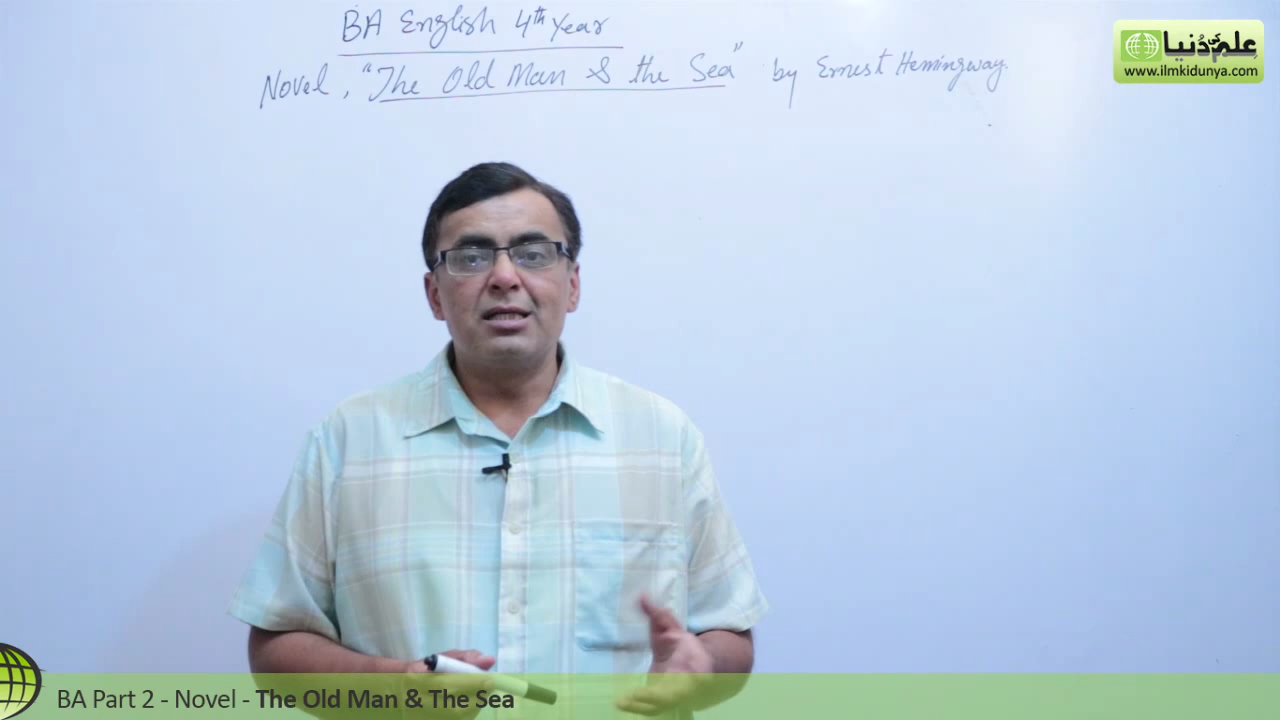 BA English 4th Year
Novel, "The Old Man & the Sea" by Ernest Hemingway.
علم کی دُنیا
www.ilmkidunya.com
BA Part 2 - Novel - The Old Man & The Sea